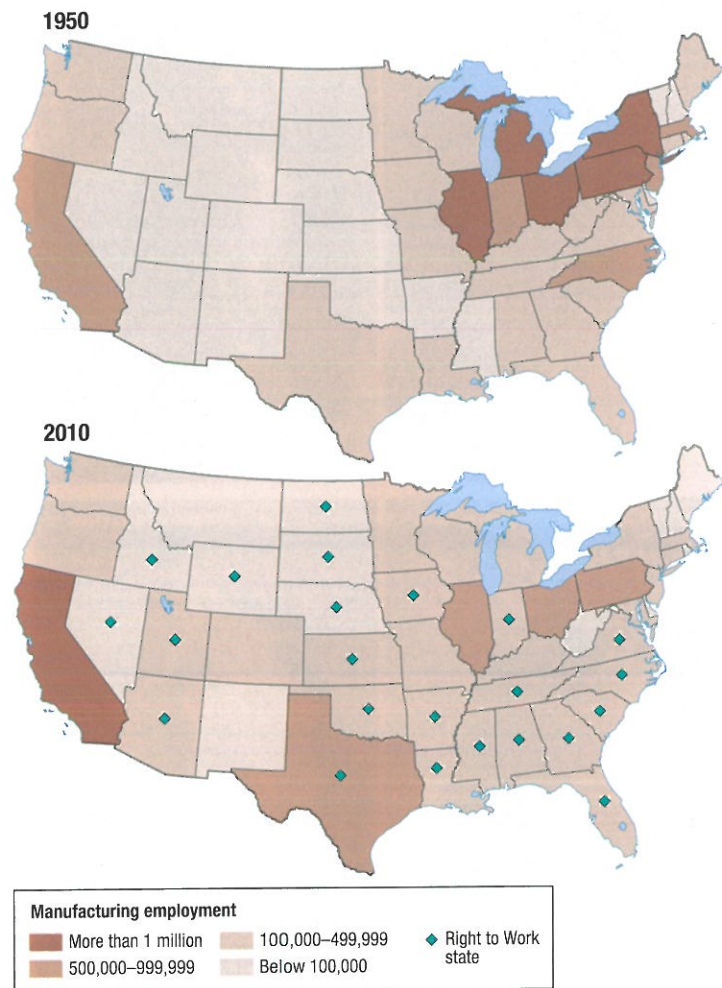 1950
2010
Manufacturing employment
More than 1 million
100,000–499,999
Right to Work
state
500,000–999,999
Below 100,000